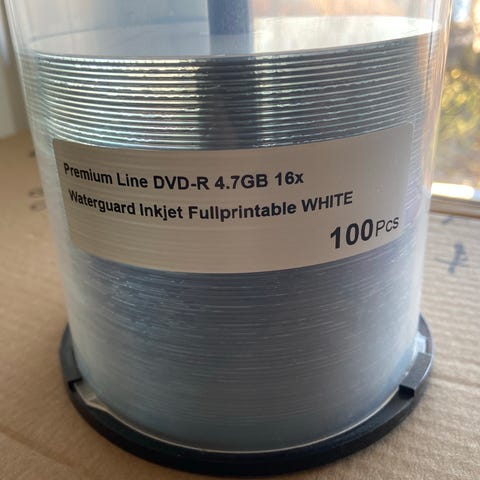 Premium Line DVD-R 4.7GB 16x
Waterguard Inkjet Fullprintable WHITE
100Pcs